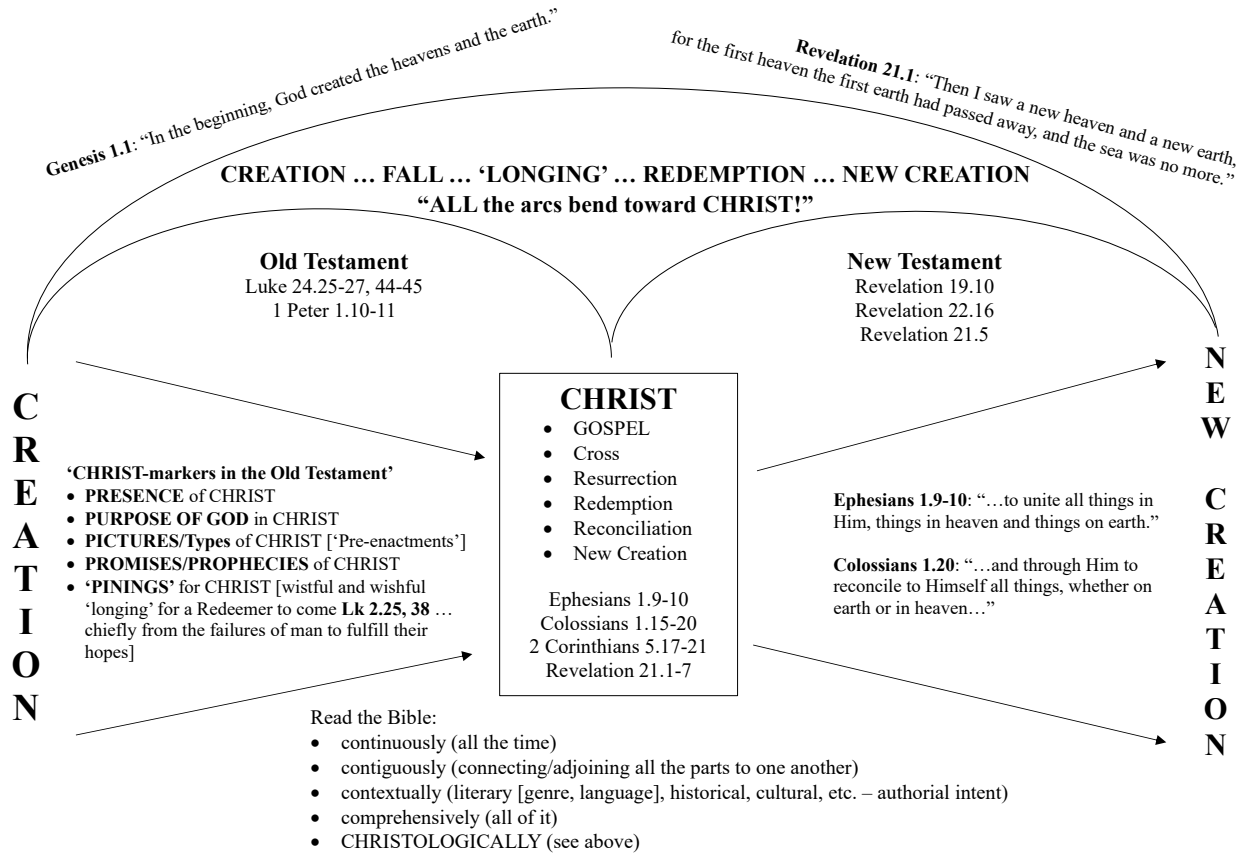 Genesis 1.1: “In the beginning, God created the heavens and the earth.”
Revelation 21.1: “Then I saw a new heaven and a new earth,
for the first heaven the first earth had passed away, and the sea was no more.”
CREATION … FALL … ‘LONGING’ … REDEMPTION … NEW CREATION
“ALL the arcs bend toward CHRIST!”
Old Testament
Luke 24.25-27, 44-45
1 Peter 1.10-11
New Testament
Revelation 19.10
Revelation 22.16
Revelation 21.5
CREATION
‘CHRIST-markers in the Old Testament’
• PRESENCE of CHRIST
• PURPOSE OF GOD in CHRIST
• PICTURES/Types of CHRIST [‘Pre-enactments’]
• PROMISES/PROPHECIES of CHRIST
• ‘PININGS’ for CHRIST [wistful and wishful
‘longing’ for a Redeemer to come Lk 2.25, 38 …
chiefly from the failures of man to fulfill their
hopes]
CHRIST
• GOSPEL
• Cross
• Resurrection
• Redemption
• Reconciliation
• New Creation
Ephesians 1.9-10
Colossians 1.15-20
2 Corinthians 5.17-21
Revelation 21.1-7
Ephesians 1.9-10: “…to unite all things in
Him, things in heaven and things on earth.”
Colossians 1.20: “…and through Him to
reconcile to Himself all things, whether on
earth or in heaven…”
NEW CREATION
Read the Bible:
• continuously (all the time)
• contiguously (connecting/adjoining all the parts to one another)
• contextually (literary [genre, language], historical, cultural, etc. – authorial intent)
• comprehensively (all of it)
• CHRISTOLOGICALLY (see above)